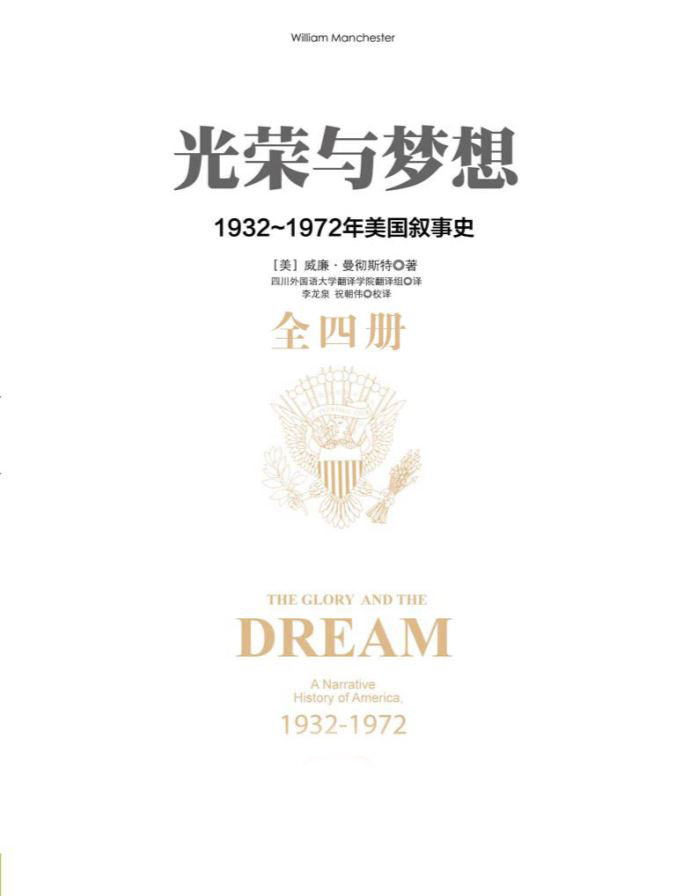 William Manchester
光荣与梦想
1932~1972年美国叙事史
［美］威廉·曼彻斯特◎著
四川外国语大学翻译学院翻译组◎译
李龙泉 祝朝伟◎校译
全四册
THE GLORY AND THE
DREAM
A Narrative
History of America,
1932-1972